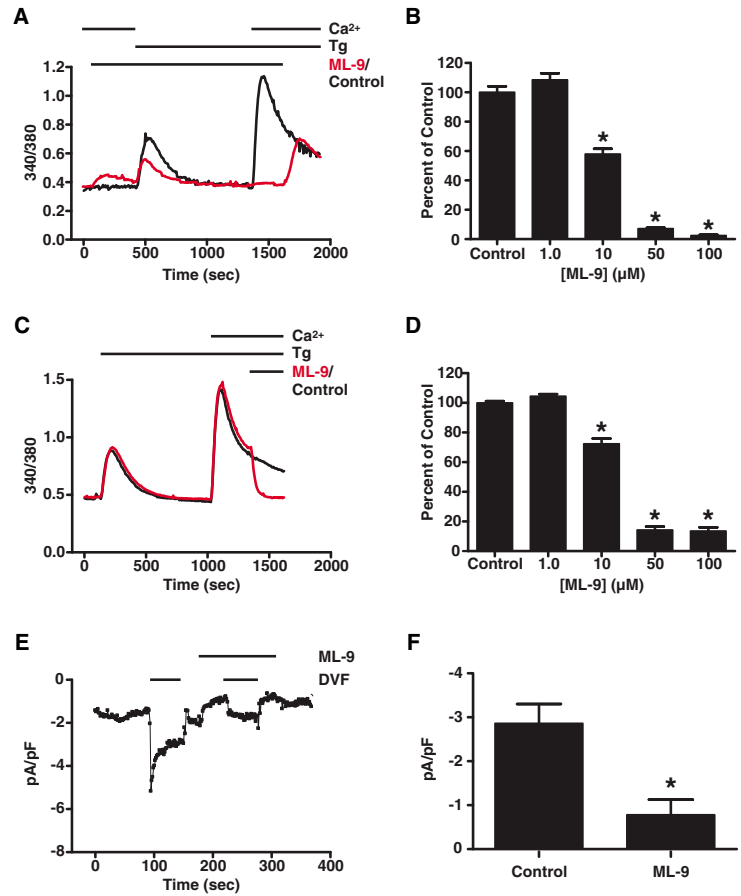 A
Ca²⁺
Tg
ML-9/
Control
340/380
1.2
1.0
0.8
0.6
0.4
0.2
0.0
0 500 1000 1500 2000
Time (sec)
B
Percent of Control
120
100
80
60
40
20
0
* * *
Control 1.0 10 50 100
[ML-9] (µM)
C
Ca²⁺
Tg
ML-9/
Control
340/380
1.5
1.0
0.5
0.0
0 500 1000 1500 2000
Time (sec)
D
Percent of Control
120
100
80
60
40
20
0
* * *
Control 1.0 10 50 100
[ML-9] (µM)
E
ML-9
DVF
pA/pF
0
-2
-4
-6
-8
0 100 200 300 400
Time (sec)
F
pA/pF
-4
-3
-2
-1
0
*
Control ML-9